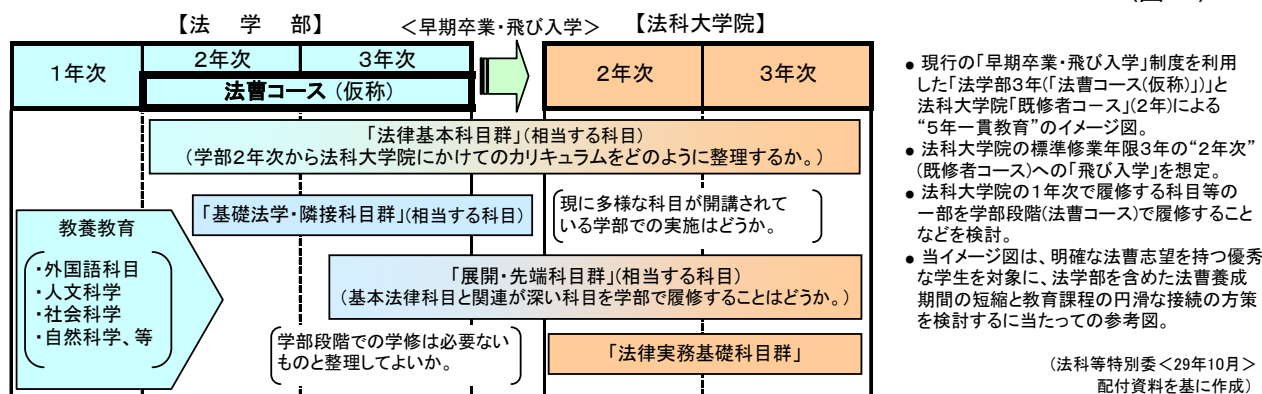 【法 学 部】 <早期卒業・飛び入学> 【法科大学院】
1年次 2年次 3年次 2年次 3年次
法曹コース (仮称)
「法律基本科目群」(相当する科目)
(学部2年次から法科大学院にかけてのカリキュラムをどのように整理するか。)
「基礎法学・隣接科目群」(相当する科目)
現に多様な科目が開講されて
いる学部での実施はどうか。
教養教育
・外国語科目
・人文科学
・社会科学
・自然科学、等
「展開・先端科目群」(相当する科目)
(基本法律科目と関連が深い科目を学部で履修することはどうか。)
学部段階での学修は必要ない
ものと整理してよいか。
「法律実務基礎科目群」
● 現行の「早期卒業・飛び入学」制度を利用
した「法学部3年(「法曹コース(仮称)」)と
法科大学院「既修者コース」(2年)による
“5年一貫教育”のイメージ図。
● 法科大学院の標準修業年限3年の“2年次”
(既修者コース)への「飛び入学」を想定。
● 法科大学院の1年次で履修する科目等の
一部を学部段階(法曹コース)で履修すること
などを検討。
● 当イメージ図は、明確な法曹志望を持つ優秀
な学生を対象に、法学部を含めた法曹養成
期間の短縮と教育課程の円滑な接続の方策
を検討するに当たっての参考図。
(法科等特別委<29年10月>
配付資料を基に作成)